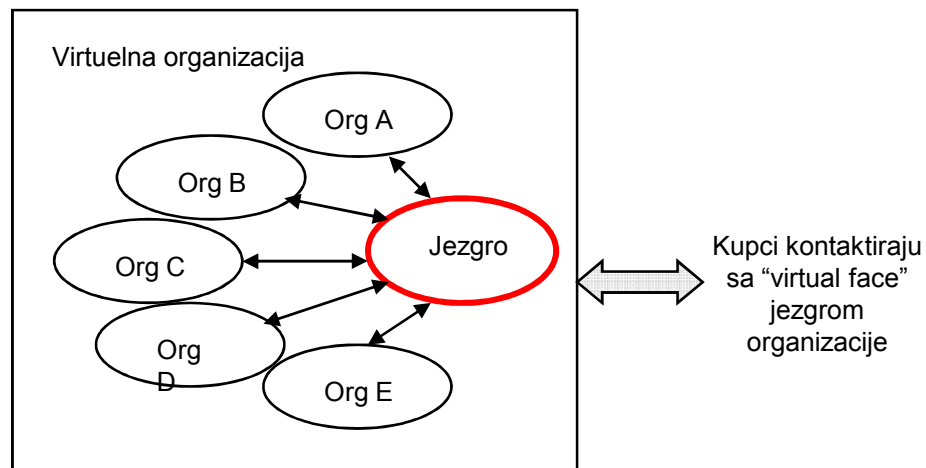 Virtuelna organizacija
Org A
Org B
Org C
Org
D
Org E
Jezgro
Kupci kontaktiraju
sa “virtual face”
jezgrom
organizacije